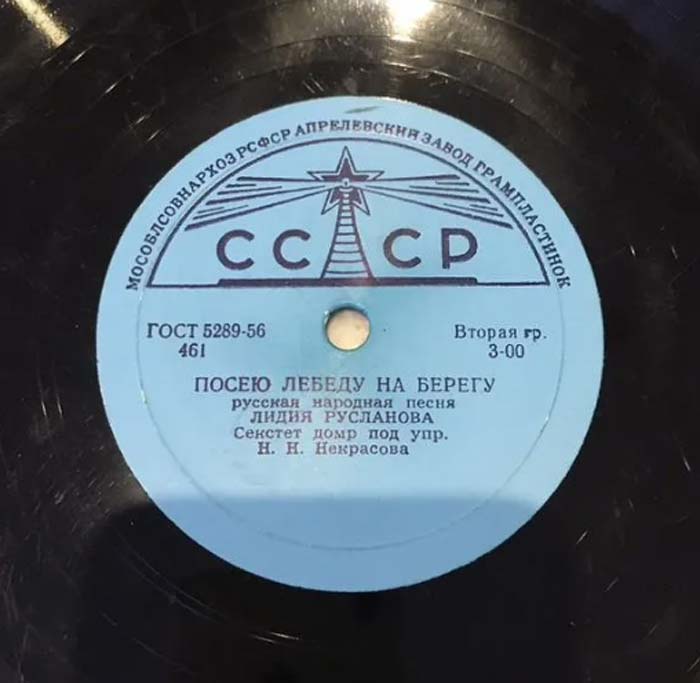 МОСОБЛСОВНАРХОЗ РСФСР АПРЕЛЕВСКИЙ ЗАВОД ГРАМПЛАСТИНОК
СССР
ГОСТ 5289-56 Вторая гр.
461 3-00
ПОСЕЮ ЛЕБЕДУ НА БЕРЕГУ
русская народная песня
ЛИДИЯ РУСЛАНОВА
Секстет домр под упр.
Н. Н. Некрасова